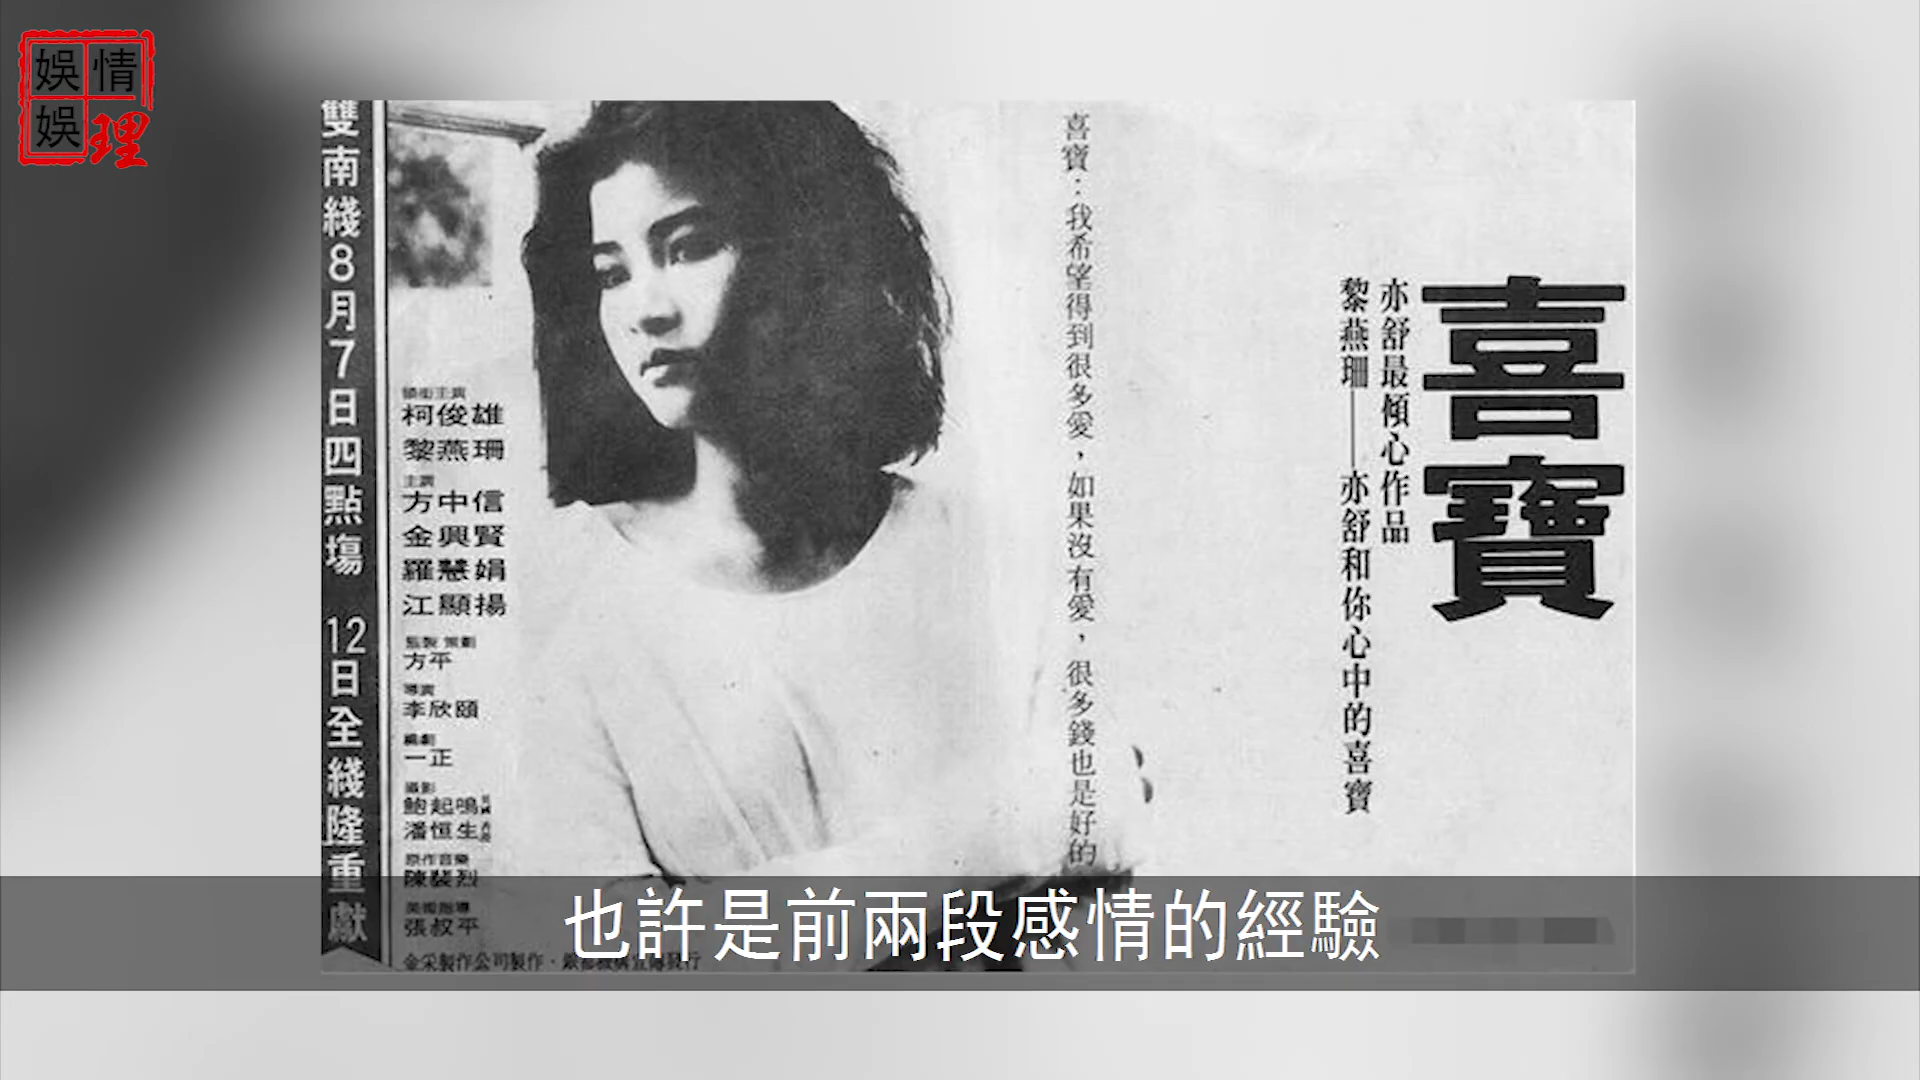 娛情
娛理
喜寶
亦舒最傾心作品
黎燕珊——亦舒和你心中的喜寶
喜寶：我希望得到很多愛，如果沒有愛，很多錢也是好的
領銜主演
柯俊雄
黎燕珊
主演
方中信
金興賢
羅慧娟
江顯揚
監製 策劃
方平
導演
李欣頤
編劇
一正
攝影
鮑起鳴
潘恒生
原作音樂
陳裴烈
美術指導
張叔平
雙南綫8月7日四點場 12日全綫隆重獻
也許是前兩段感情的經驗